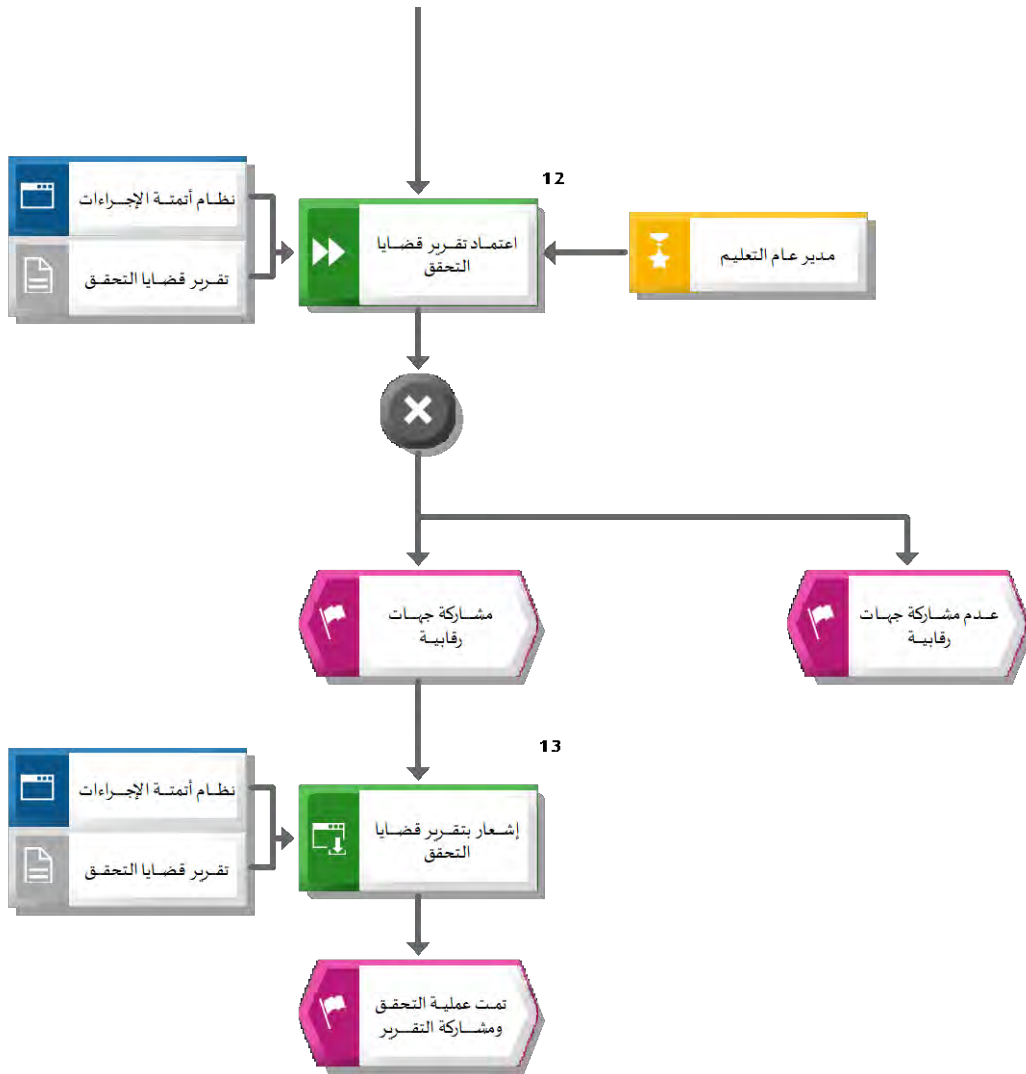 12
نظام أتمتة الإجراءات
تقرير قضايا التحقق
اعتماد تقرير قضايا
التحقق
مدير عام التعليم
مشاركة جهات
رقابية
عدم مشاركة جهات
رقابية
13
نظام أتمتة الإجراءات
تقرير قضايا التحقق
إشعار بتقرير قضايا
التحقق
تمت عملية التحقق
ومشاركة التقرير